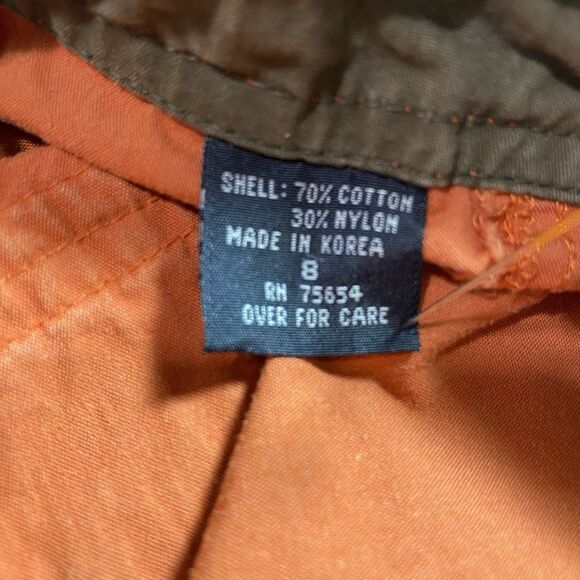 SHELL: 70% COTTON
30% NYLON
MADE IN KOREA
8
RN 75654
OVER FOR CARE